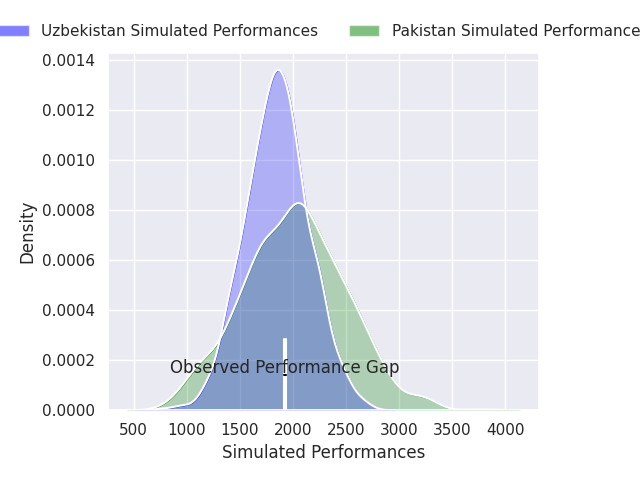 Uzbekistan Simulated Performances
Pakistan Simulated Performance
0.0014
0.0012
0.0010
0.0008
0.0006
0.0004
0.0002
0.0000
Density
Observed Performance Gap
500 1000 1500 2000 2500 3000 3500 4000
Simulated Performances